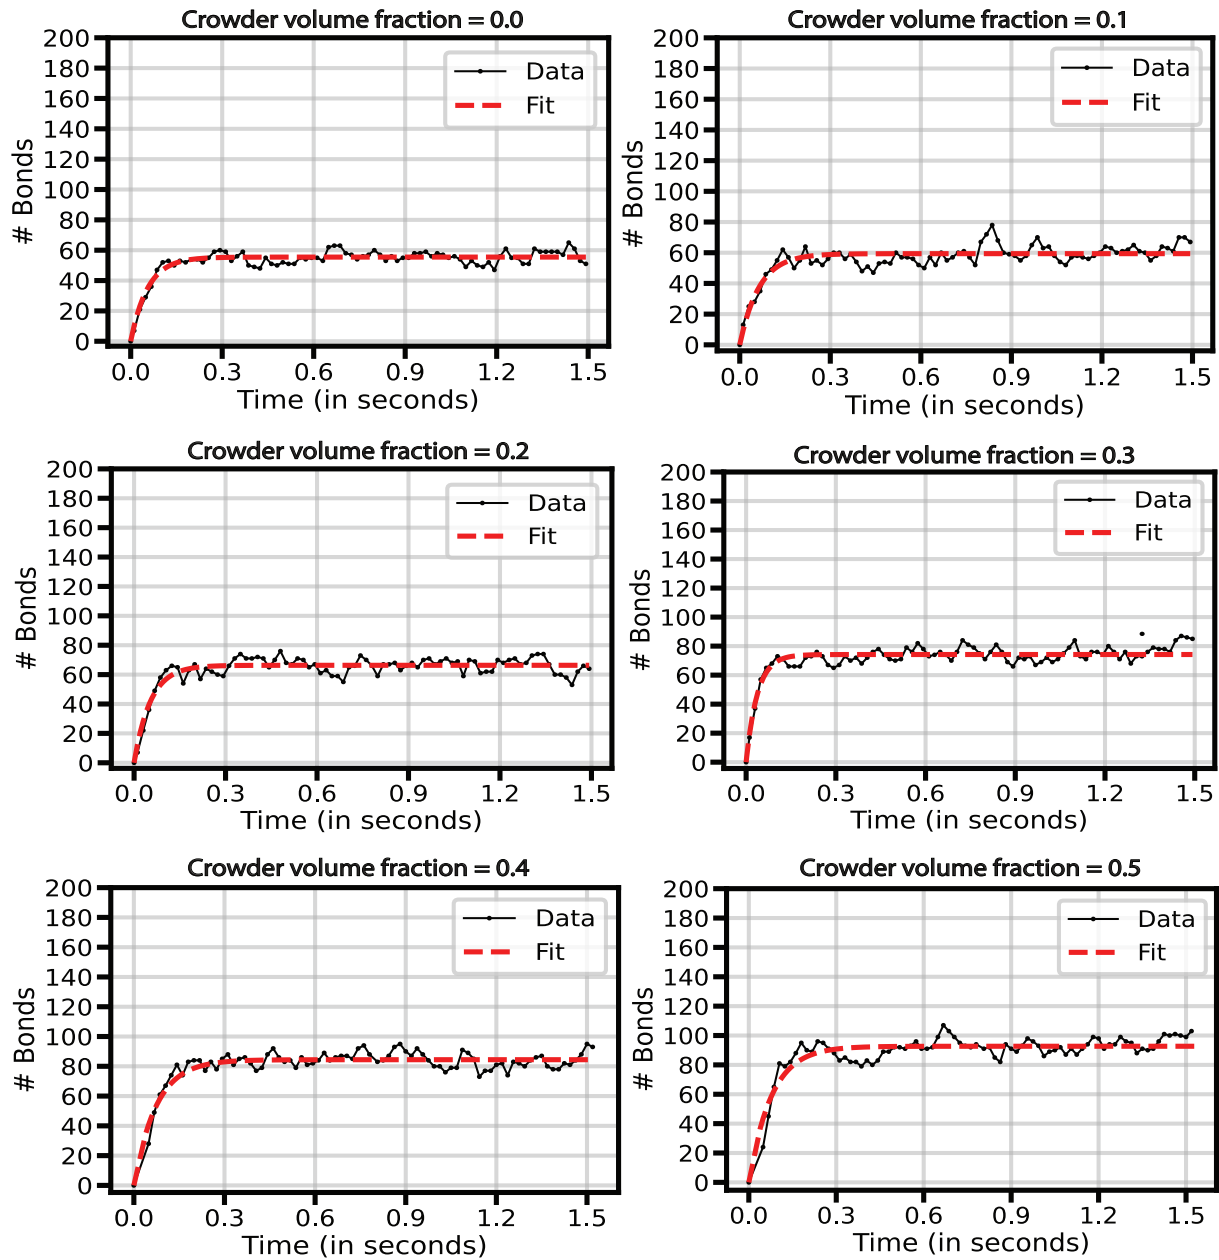 Crowder volume fraction = 0.0
200
180
160
140
120
100
80
60
40
20
0
# Bonds
Data
Fit
0.0 0.3 0.6 0.9 1.2 1.5
Time (in seconds)
Crowder volume fraction = 0.1
200
180
160
140
120
100
80
60
40
20
0
# Bonds
Data
Fit
0.0 0.3 0.6 0.9 1.2 1.5
Time (in seconds)
Crowder volume fraction = 0.2
200
180
160
140
120
100
80
60
40
20
0
# Bonds
Data
Fit
0.0 0.3 0.6 0.9 1.2 1.5
Time (in seconds)
Crowder volume fraction = 0.3
200
180
160
140
120
100
80
60
40
20
0
# Bonds
Data
Fit
0.0 0.3 0.6 0.9 1.2 1.5
Time (in seconds)
Crowder volume fraction = 0.4
200
180
160
140
120
100
80
60
40
20
0
# Bonds
Data
Fit
0.0 0.3 0.6 0.9 1.2 1.5
Time (in seconds)
Crowder volume fraction = 0.5
200
180
160
140
120
100
80
60
40
20
0
# Bonds
Data
Fit
0.0 0.3 0.6 0.9 1.2 1.5
Time (in seconds)